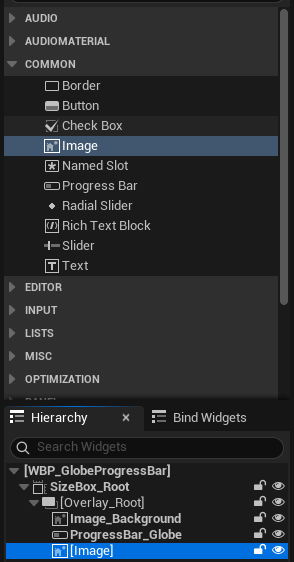 AUDIO
AUDIOMATERIAL
COMMON
Border
Button
Check Box
Image
Named Slot
Progress Bar
Radial Slider
Rich Text Block
Slider
Text
EDITOR
INPUT
LISTS
MISC
OPTIMIZATION
Hierarchy × Bind Widgets
Search Widgets
[WBP_GlobeProgressBar]
SizeBox_Root
[Overlay_Root]
Image_Background
ProgressBar_Globe
[Image]